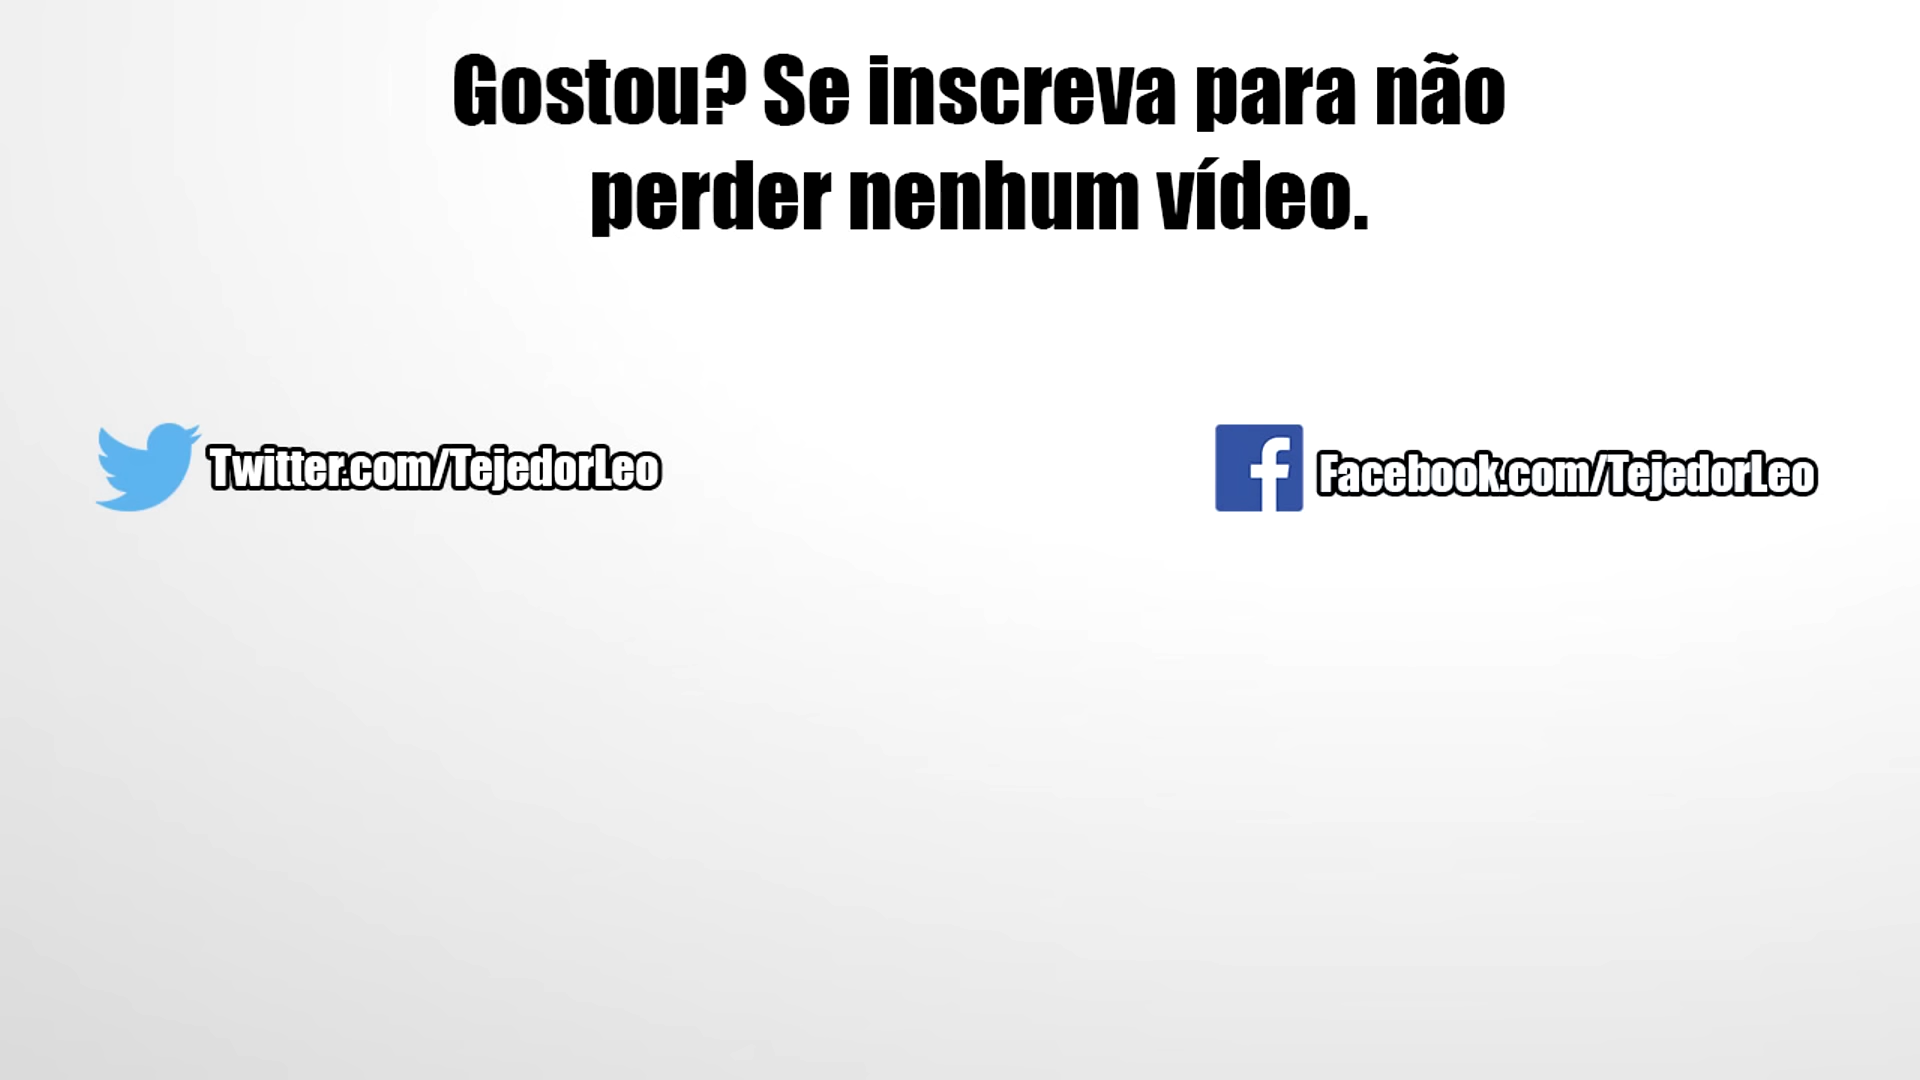 Gostou? Se inscreva para não
perder nenhum vídeo.
Twitter.com/TejedorLeo
Facebook.com/TejedorLeo